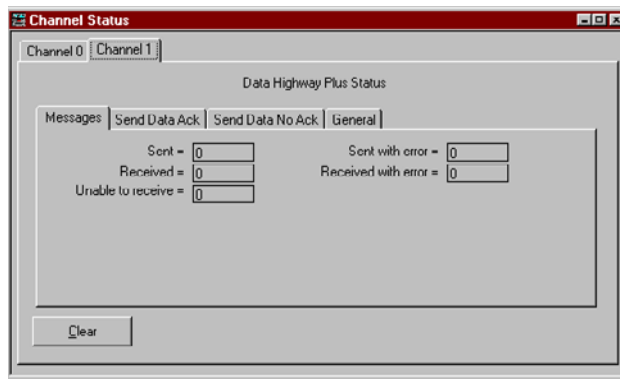 Channel Status
Channel 0 Channel 1
Data Highway Plus Status
Messages Send Data Ack Send Data No Ack General
Sent = 0 Sent with error = 0
Received = 0 Received with error = 0
Unable to receive = 0
Clear